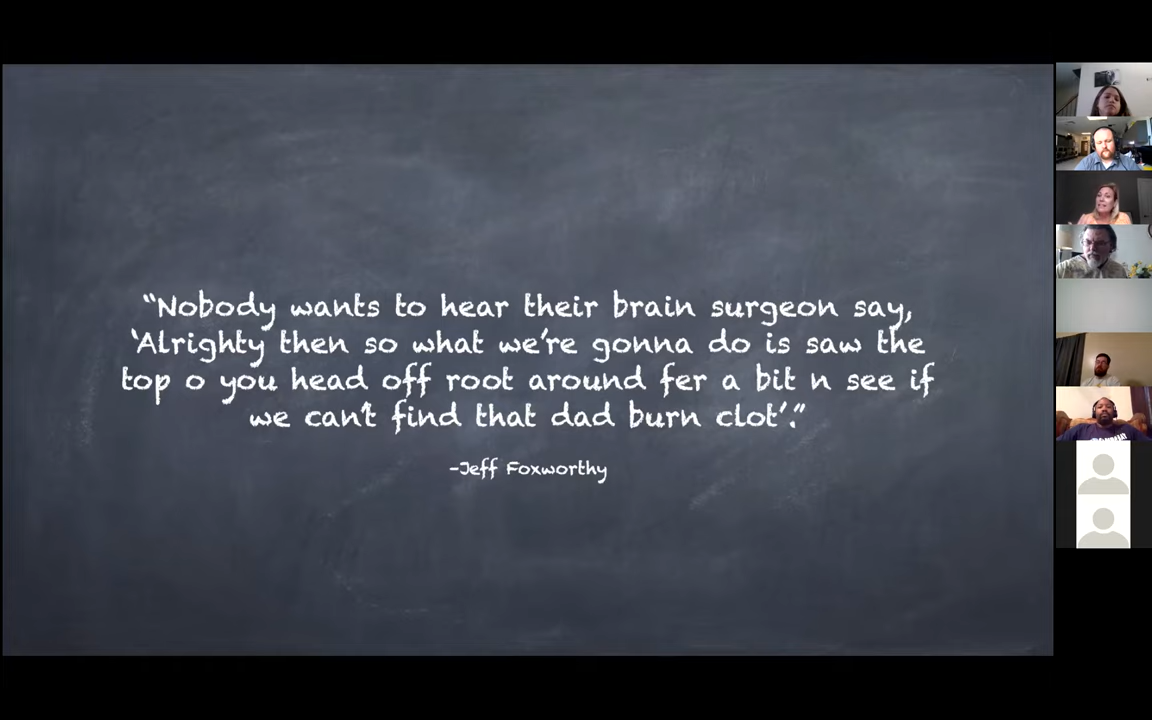 “Nobody wants to hear their brain surgeon say,
‘Alrighty then so what we’re gonna do is saw the
top o you head off root around fer a bit n see if
we can’t find that dad burn clot’.”
-Jeff Foxworthy